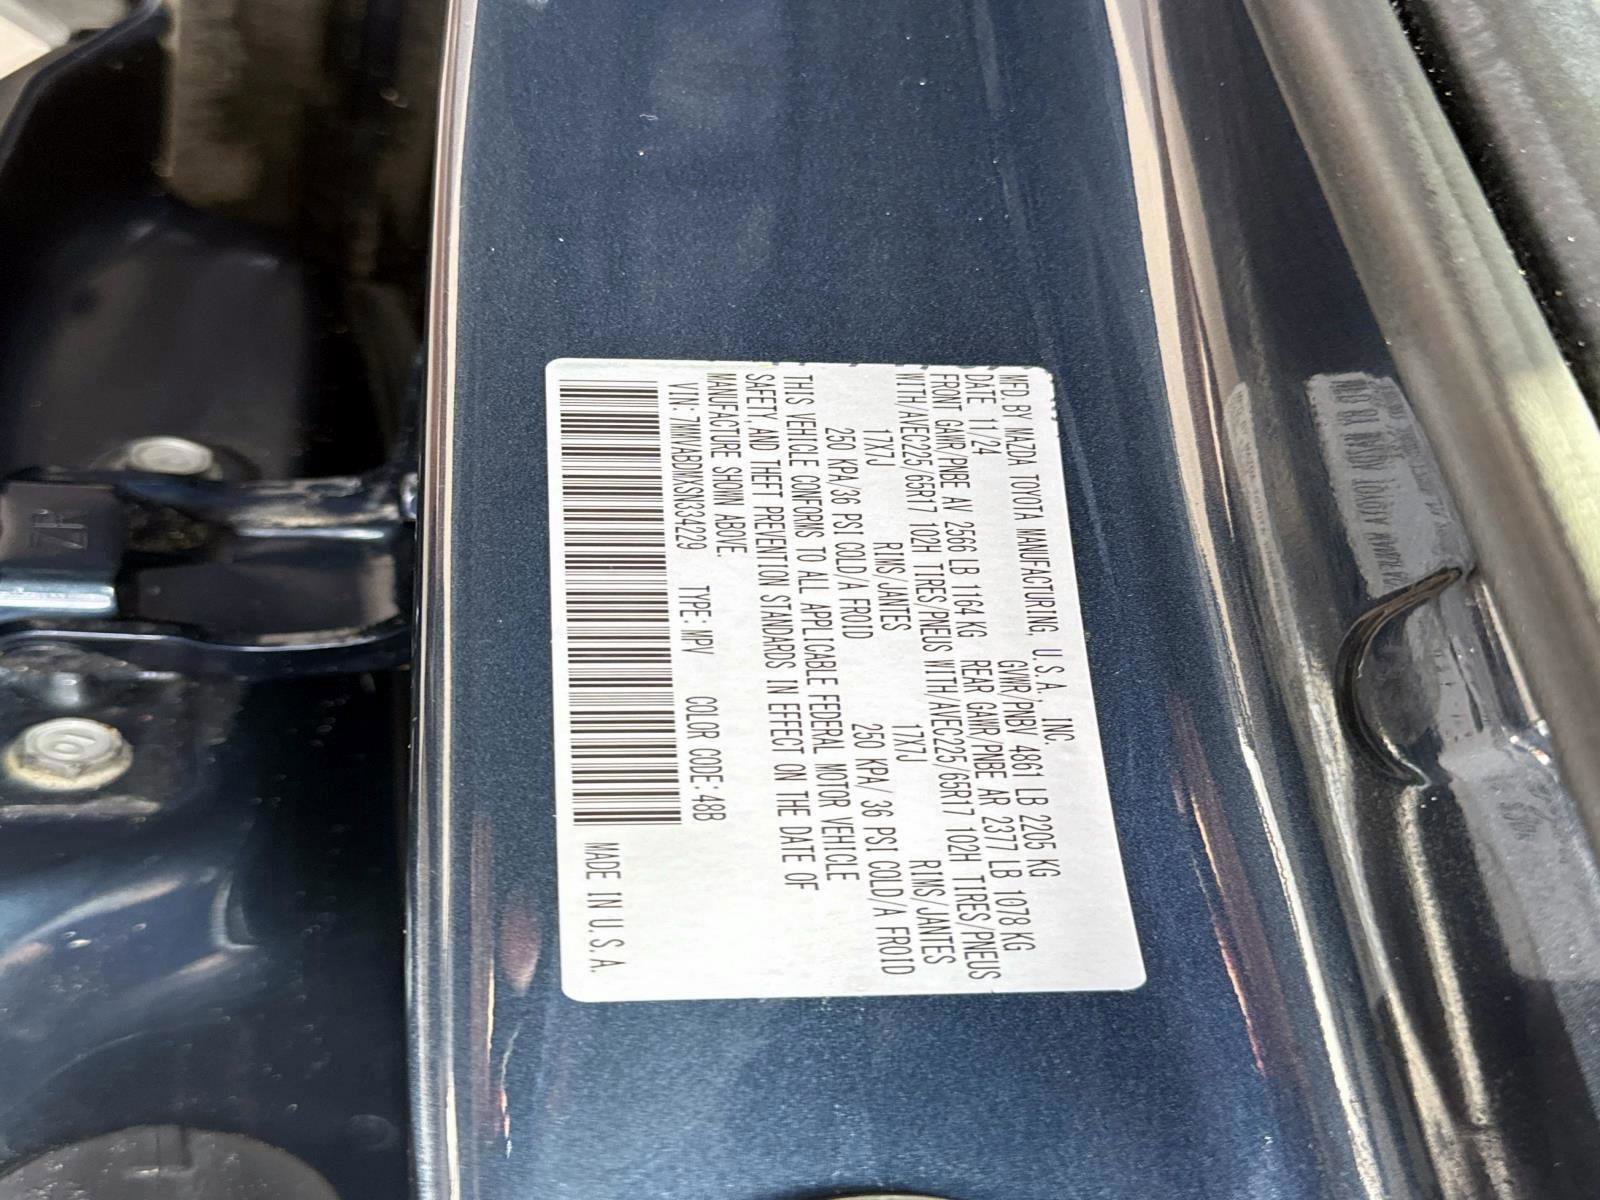 MFD. BY MAZDA TOYOTA MANUFACTURING, U.S.A., INC.
DATE 11/24 GVWR/PNBV 4861 LB 2205 KG
FRONT GAWR/PNBE AV 2566 LB 1164 KG REAR GAWR/PNBE AR 2377 LB 1078 KG
WITH/AVEC225/65R17 102H TIRES/PNEUS WITH/AVEC225/65R17 102H TIRES/PNEUS
17X7J RIMS/JANTES 17X7J RIMS/JANTES
250 KPA/36 PSI COLD/A FROID 250 KPA/ 36 PSI COLD/A FROID
THIS VEHICLE CONFORMS TO ALL APPLICABLE FEDERAL MOTOR VEHICLE
SAFETY, AND THEFT PREVENTION STANDARDS IN EFFECT ON THE DATE OF
MANUFACTURE SHOWN ABOVE.
VIN: 7MMVABDMXSN334229 TYPE: MPV COLOR CODE: 48B
MADE IN U.S.A.
ZR
10